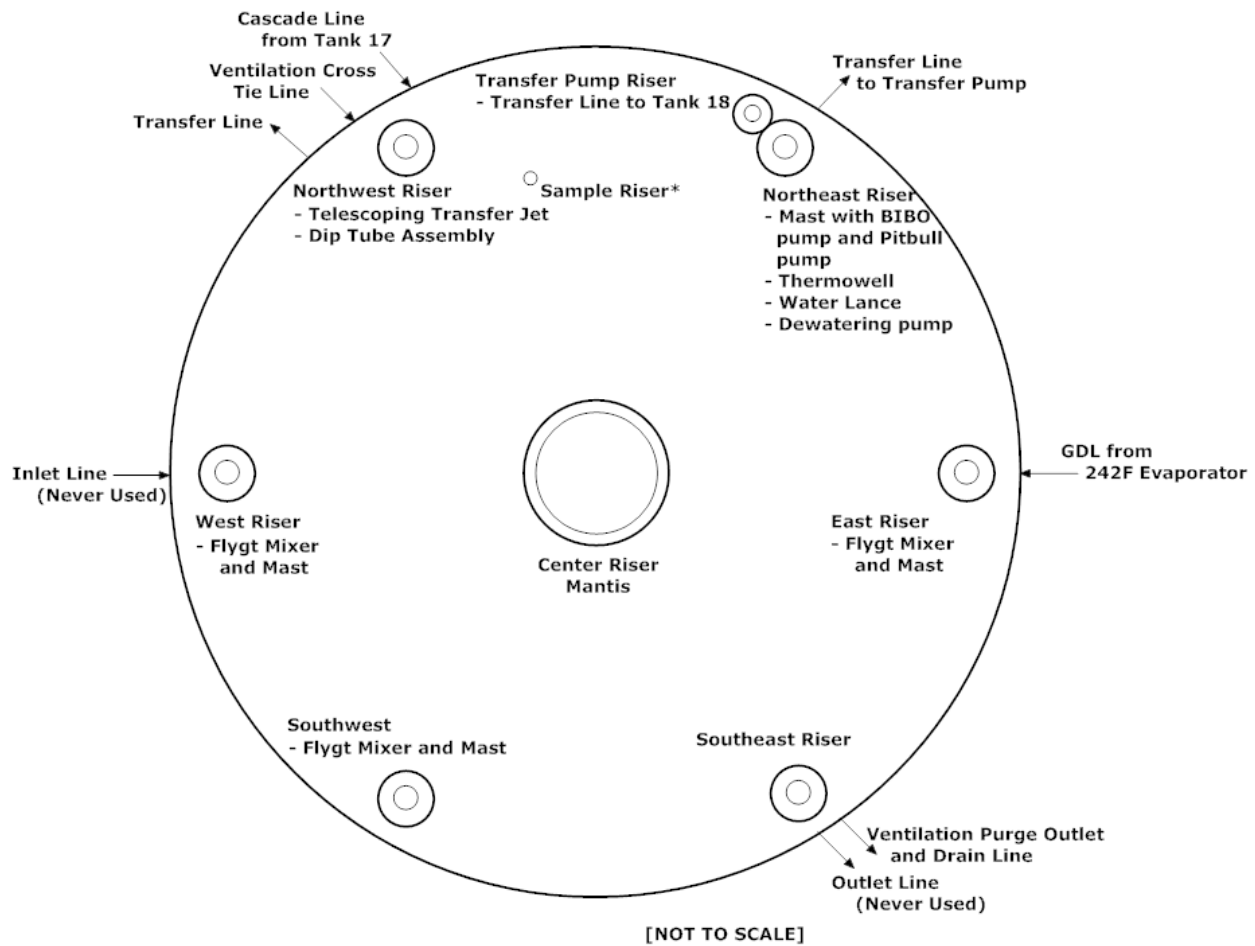 Cascade Line
from Tank 17
Ventilation Cross
Tie Line
Transfer Line
Transfer Pump Riser
- Transfer Line to Tank 18
Transfer Line
to Transfer Pump
Northwest Riser
- Telescoping Transfer Jet
- Dip Tube Assembly
Sample Riser*
Northeast Riser
- Mast with BIBO
pump and Pitbull
pump
- Thermowell
- Water Lance
- Dewatering pump
Inlet Line
(Never Used)
West Riser
- Flygt Mixer
and Mast
Center Riser
Mantis
East Riser
- Flygt Mixer
and Mast
GDL from
242F Evaporator
Southwest
- Flygt Mixer and Mast
Southeast Riser
Ventilation Purge Outlet
and Drain Line
Outlet Line
(Never Used)
[NOT TO SCALE]